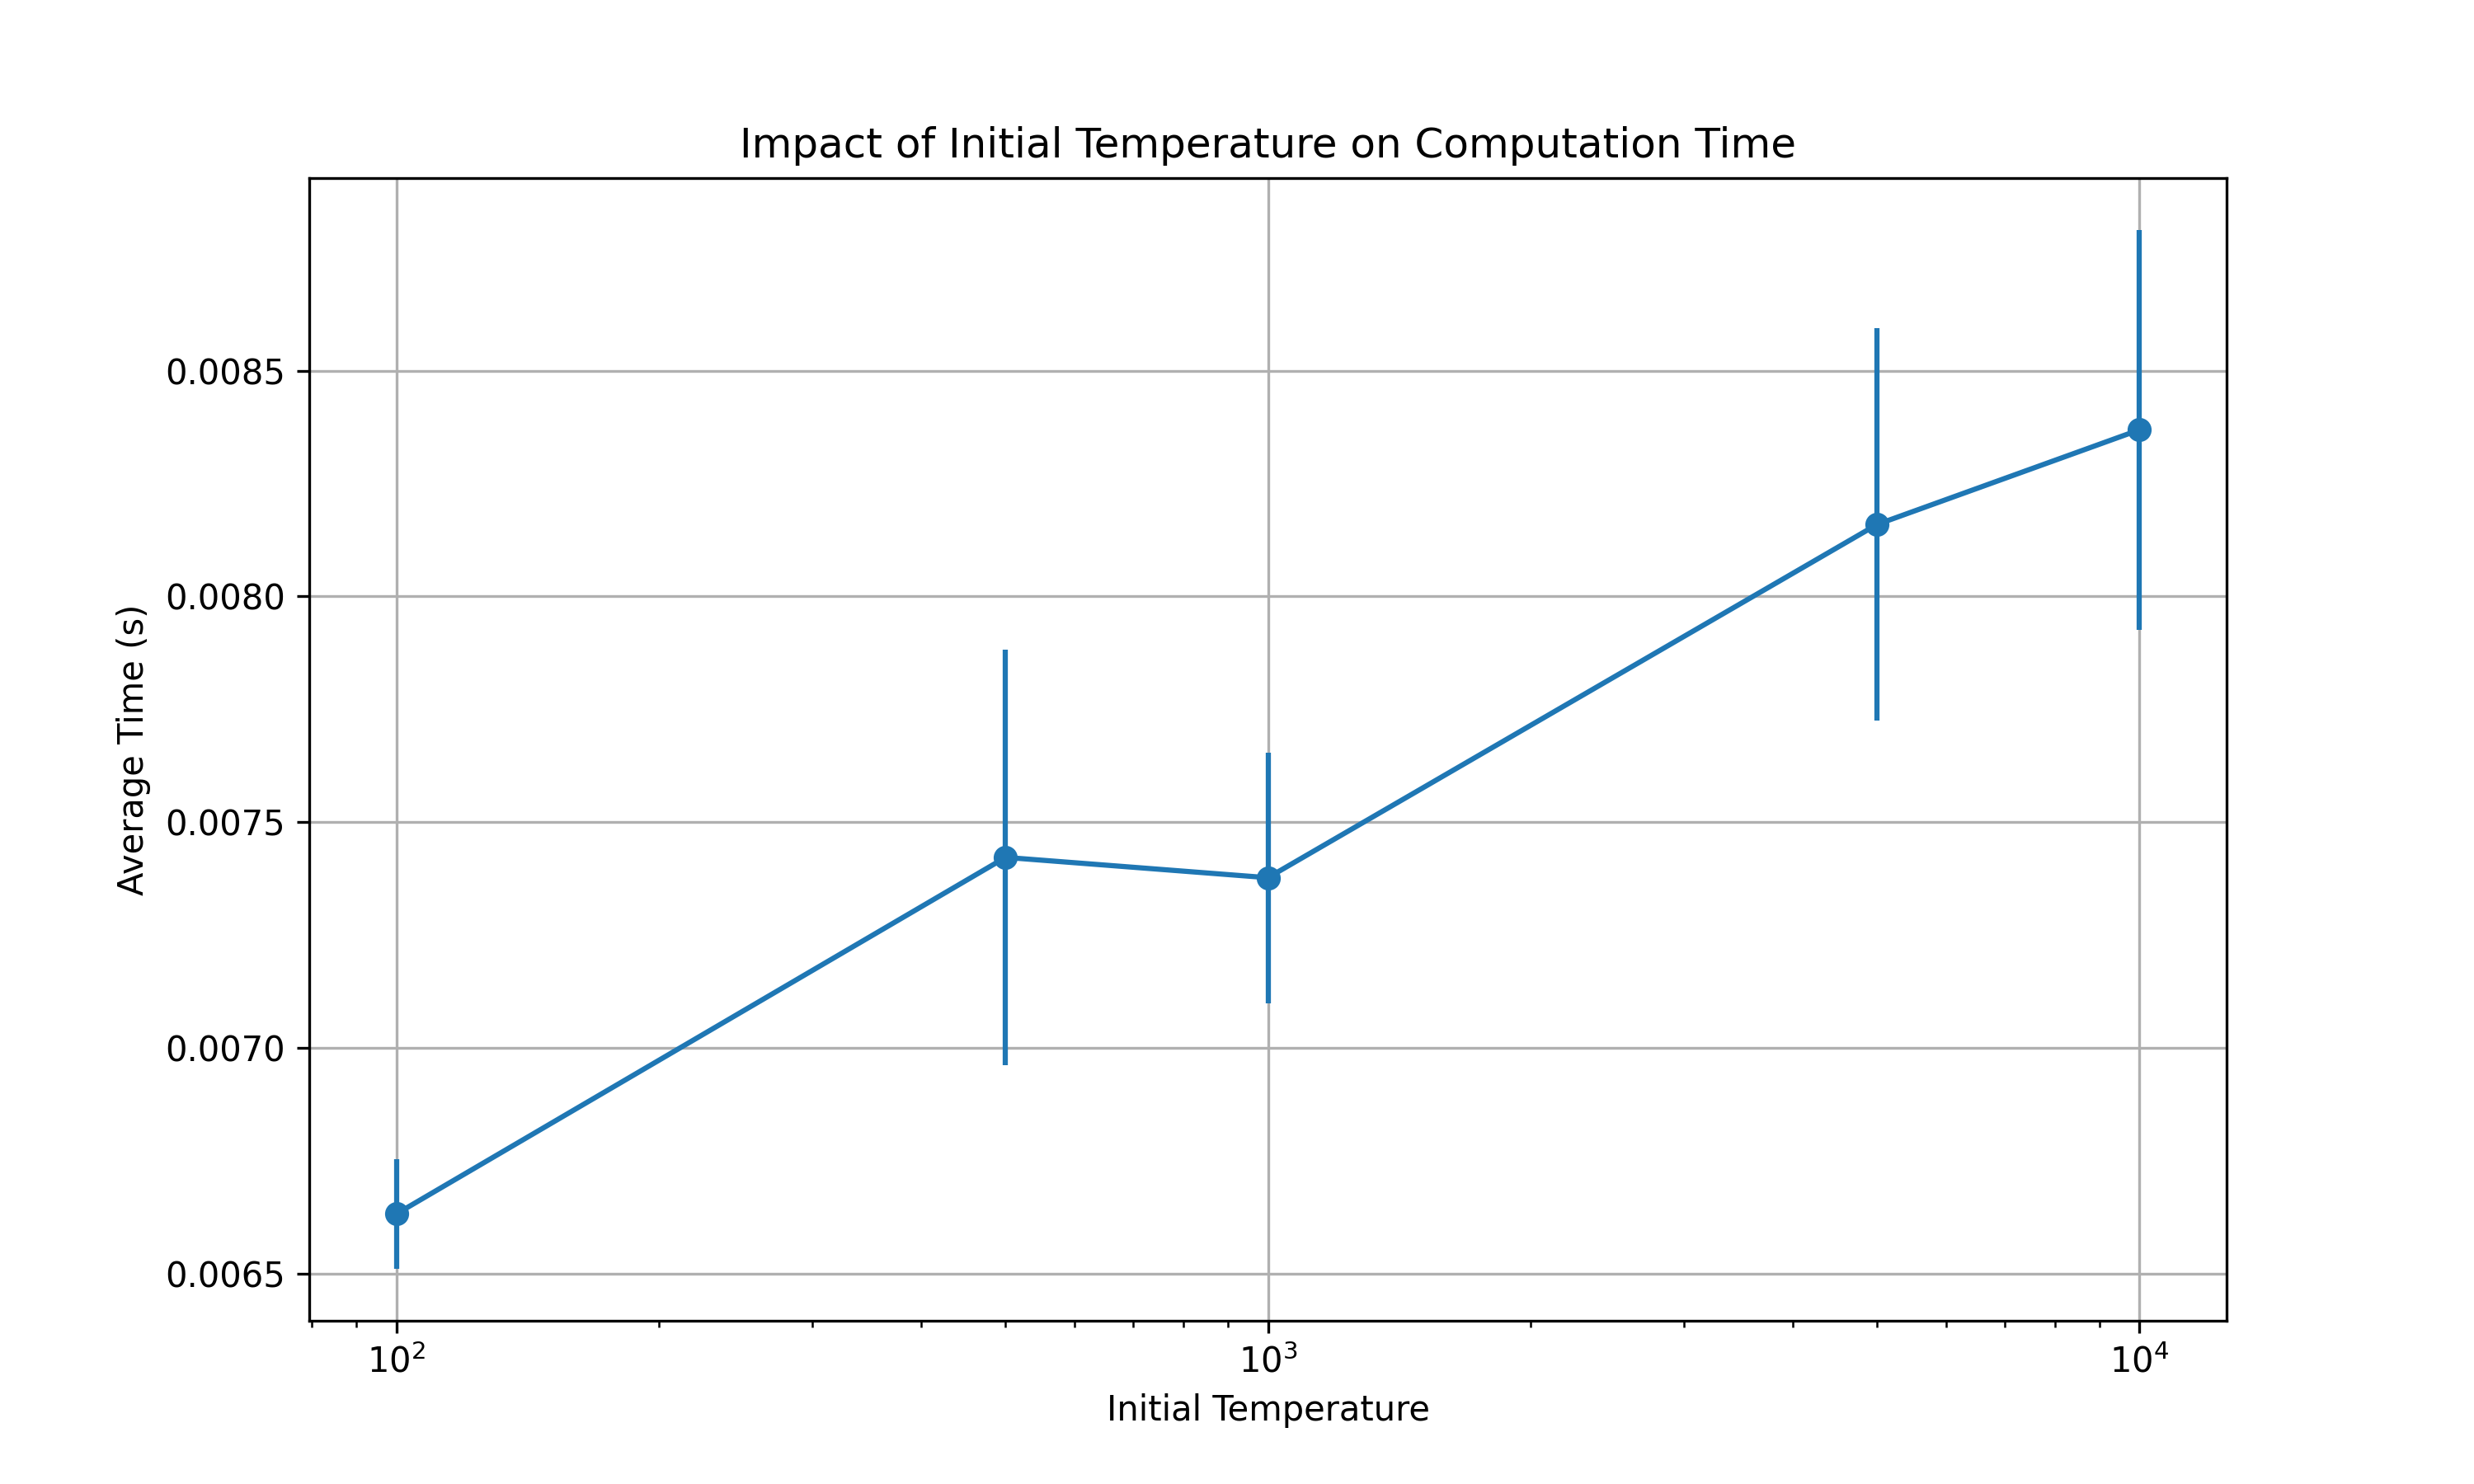 Impact of Initial Temperature on Computation Time
Average Time (s)
0.0085
0.0080
0.0075
0.0070
0.0065
10² 10³ 10⁴
Initial Temperature